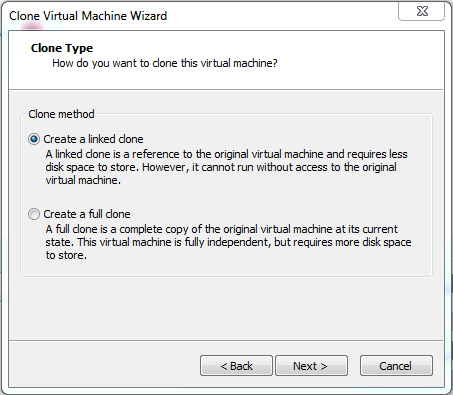 Clone Virtual Machine Wizard
Clone Type
How do you want to clone this virtual machine?
Clone method
Create a linked clone
A linked clone is a reference to the original virtual machine and requires less
disk space to store. However, it cannot run without access to the original
virtual machine.
Create a full clone
A full clone is a complete copy of the original virtual machine at its current
state. This virtual machine is fully independent, but requires more disk space
to store.
< Back Next > Cancel